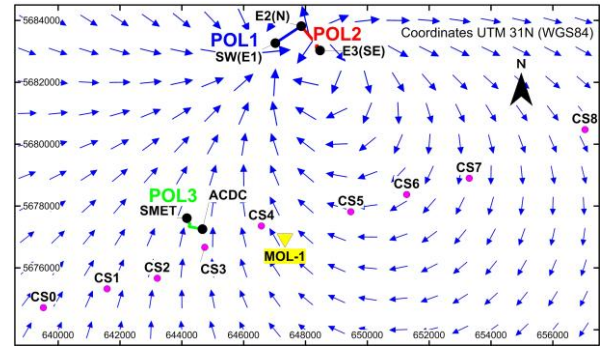 5684000
E2(N)
POL1
POL2
Coordinates UTM 31N (WGS84)
SW(E1)
E3(SE)
N
5682000
CS8
5680000
CS7
POL3
ACDC
CS6
5678000
SMET
CS4
CS5
MOL-1
5676000
CS3
CS2
CS1
CS0
640000
642000
644000
646000
648000
650000
652000
654000
656000